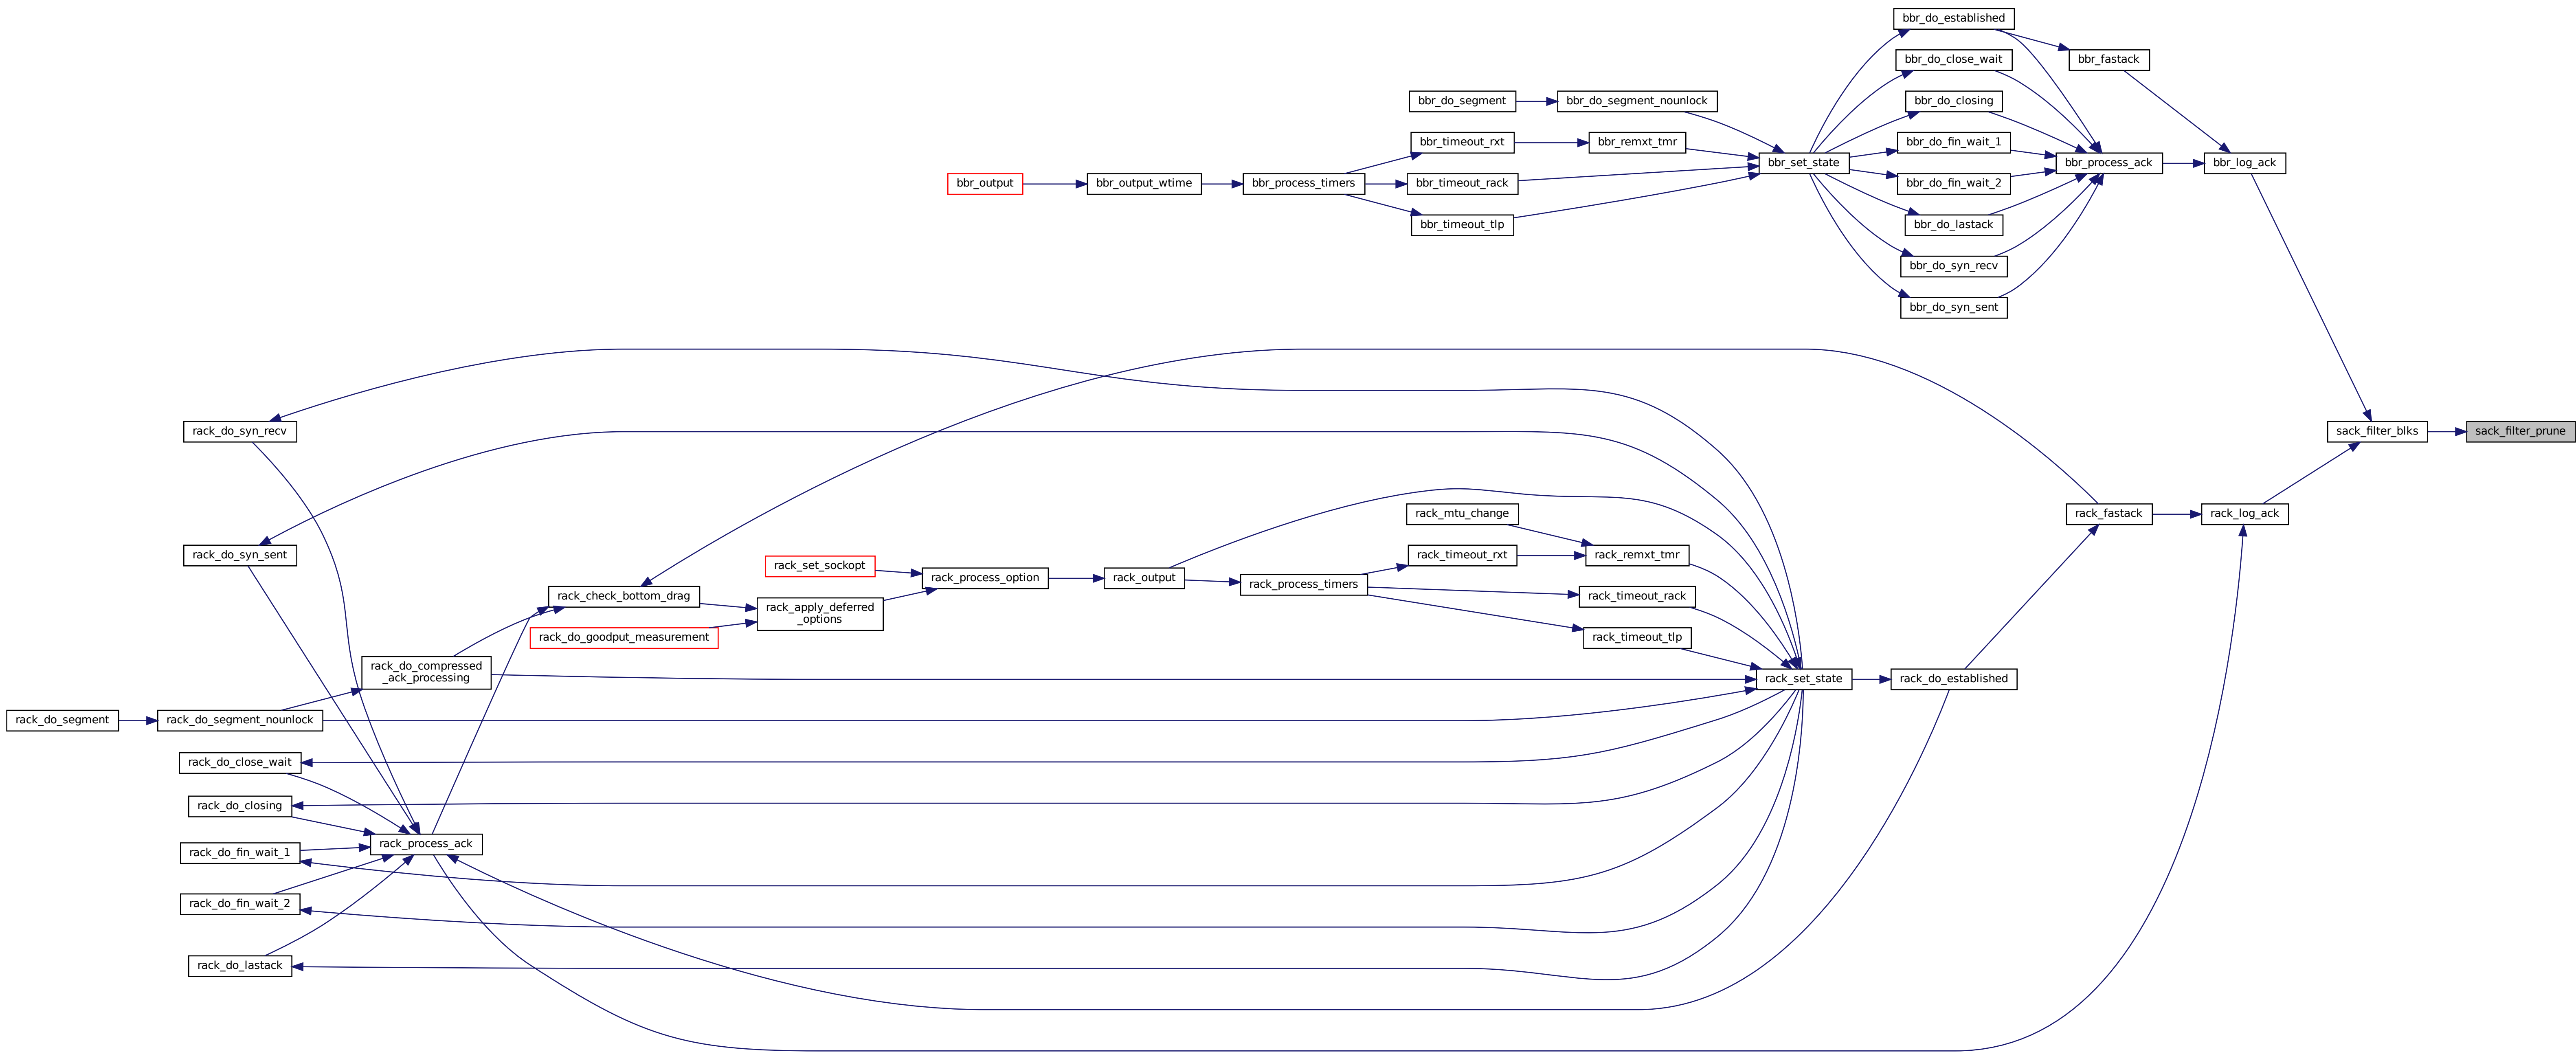 bbr_do_established
bbr_do_close_wait
bbr_fastack
bbr_do_segment
bbr_do_segment_nounlock
bbr_do_closing
bbr_timeout_rxt
bbr_remxt_tmr
bbr_do_fin_wait_1
bbr_set_state
bbr_process_ack
bbr_log_ack
bbr_output
bbr_output_wtime
bbr_process_timers
bbr_timeout_rack
bbr_do_fin_wait_2
bbr_timeout_tlp
bbr_do_lastack
bbr_do_syn_recv
bbr_do_syn_sent
rack_do_syn_recv
sack_filter_blks
sack_filter_prune
rack_mtu_change
rack_fastack
rack_log_ack
rack_do_syn_sent
rack_timeout_rxt
rack_remxt_tmr
rack_set_sockopt
rack_process_option
rack_output
rack_process_timers
rack_check_bottom_drag
rack_timeout_rack
rack_apply_deferred
_options
rack_do_goodput_measurement
rack_timeout_tlp
rack_do_compressed
_ack_processing
rack_set_state
rack_do_established
rack_do_segment
rack_do_segment_nounlock
rack_do_close_wait
rack_do_closing
rack_process_ack
rack_do_fin_wait_1
rack_do_fin_wait_2
rack_do_lastack